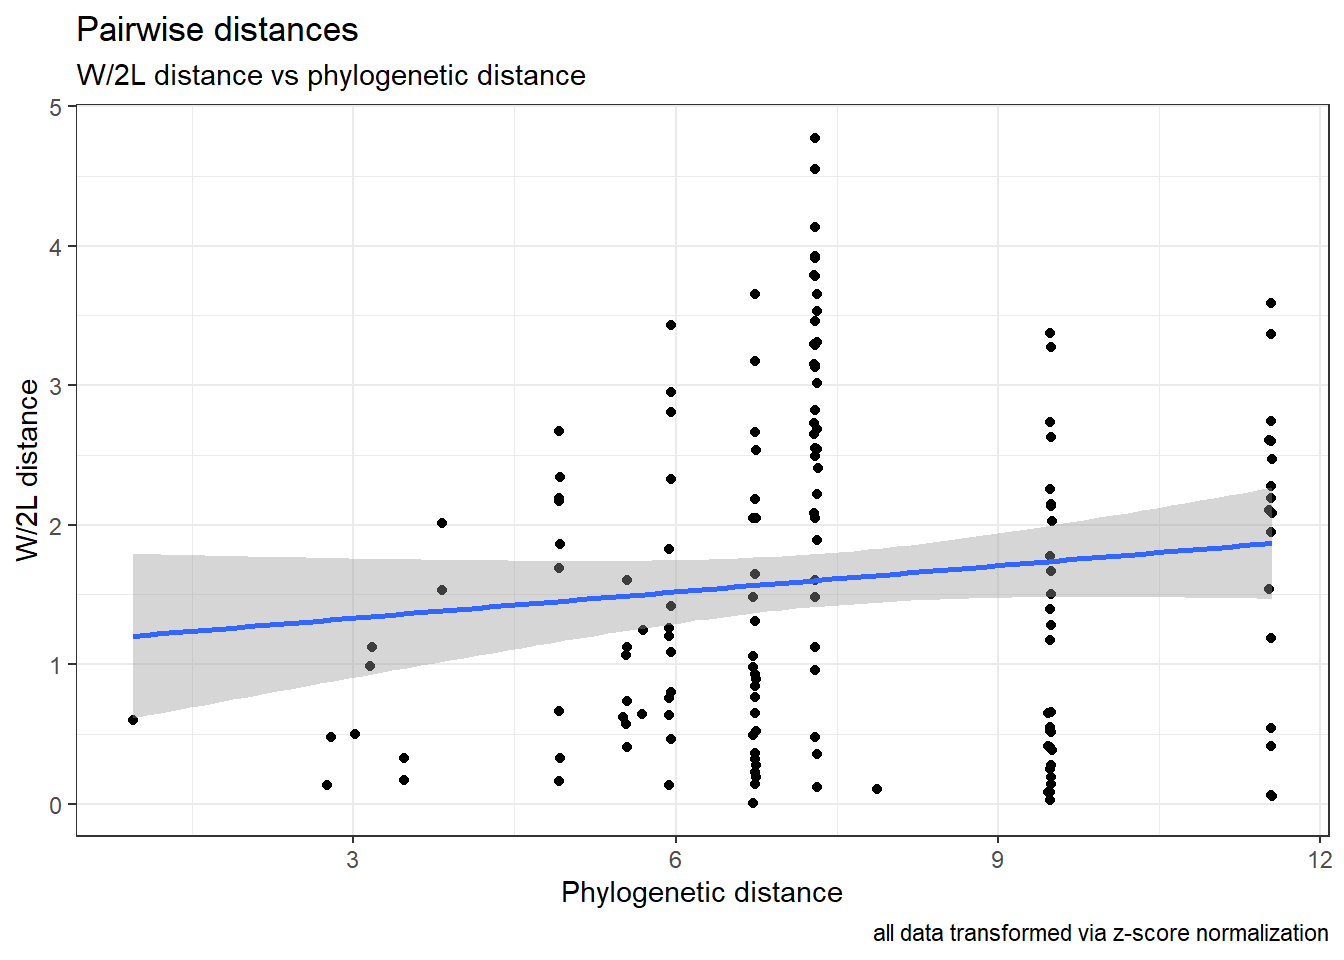 Pairwise distances
W/2L distance vs phylogenetic distance
5
4
3
2
1
0
W/2L distance
3 6 9 12
Phylogenetic distance
all data transformed via z-score normalization